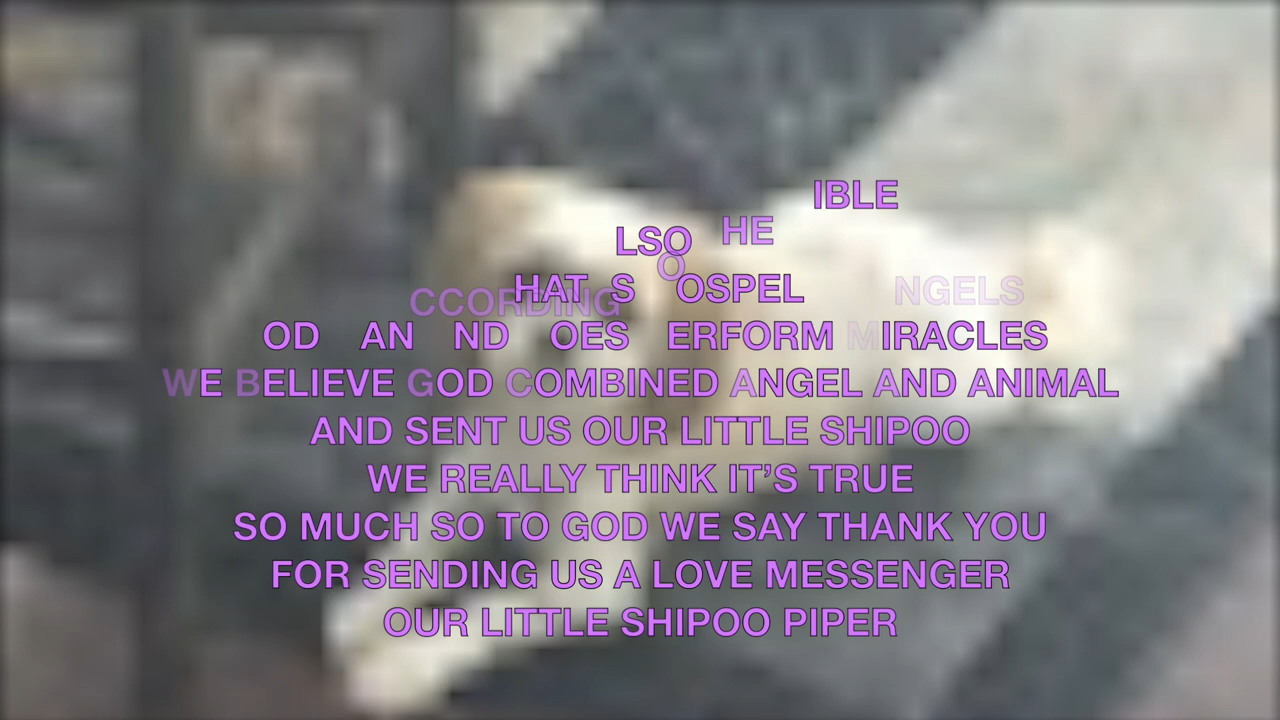 IBLE
HE
LSO
O
HAT S OSPEL
CCORDING NGELS
OD AN ND OES ERFORM MIRACLES
WE BELIEVE GOD COMBINED ANGEL AND ANIMAL
AND SENT US OUR LITTLE SHIPOO
WE REALLY THINK IT’S TRUE
SO MUCH SO TO GOD WE SAY THANK YOU
FOR SENDING US A LOVE MESSENGER
OUR LITTLE SHIPOO PIPER